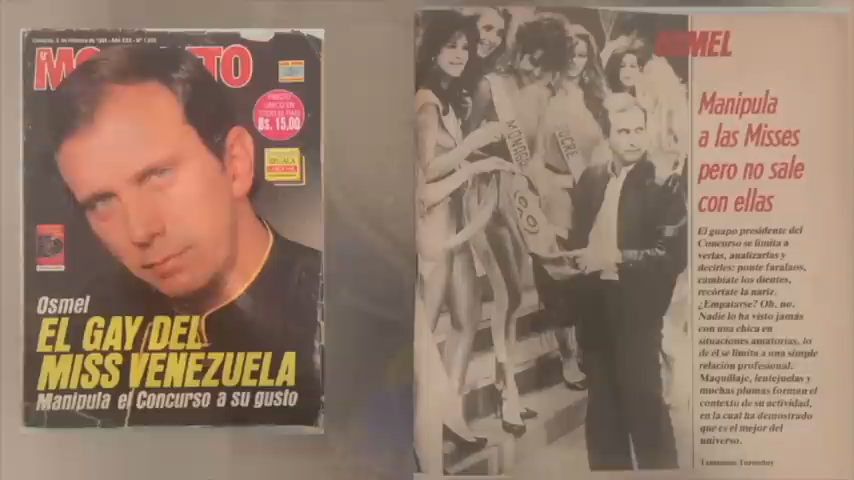 Bs. 15,00
Osmel
EL GAY DEL
MISS VENEZUELA
Manipula el Concurso a su gusto
MONAGA
SUCRE
OSMEL
Manipula
a las Misses
pero no sale
con ellas
El guapo presidente del
Concurso se limita a
verlas, analizarlas y
decirles: ponte faralaos,
cámbiate los dientes,
recórtate la nariz.
¿Empatarse? Oh, no.
Nadie lo ha visto jamás
con una chica en
situaciones amatorias, lo
de él se limita a una simple
relación profesional.
Maquillaje, lentejuelas y
muchas plumas forman el
contexto de su actividad,
en la cual ha demostrado
que es el mejor del
universo.